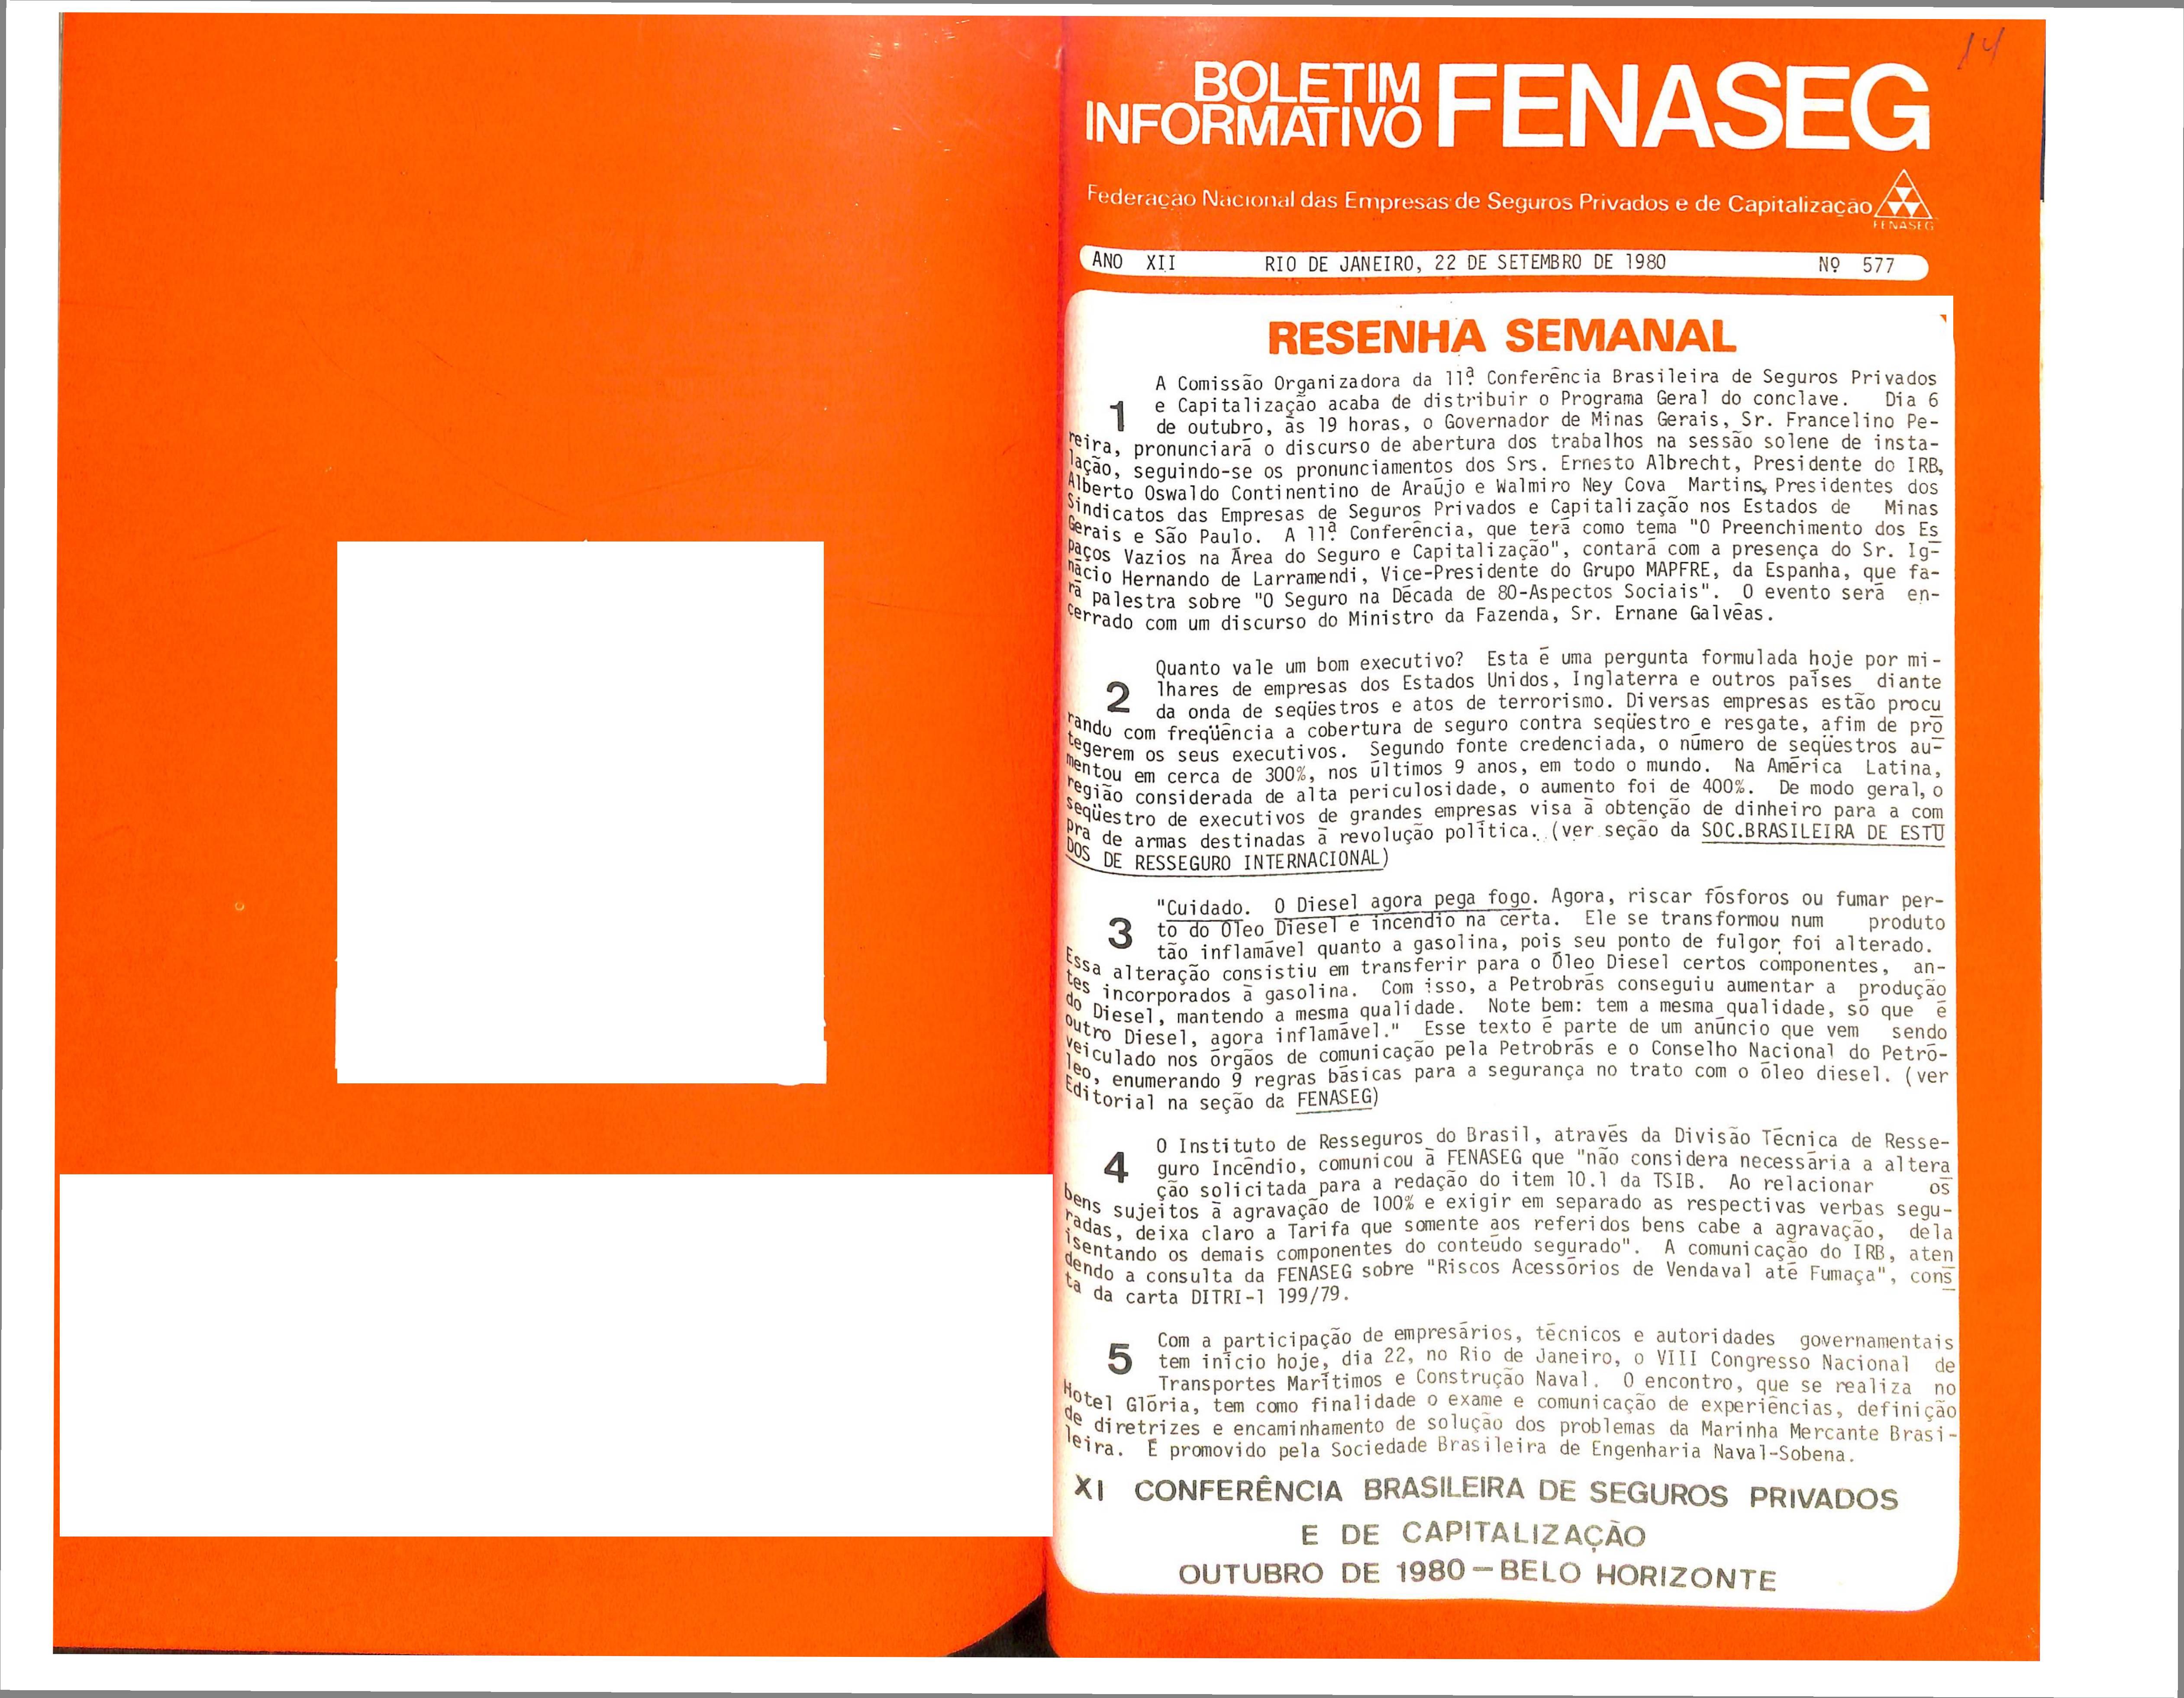 14
BOLETIM
INFORMATIVO FENASEG
Federação Nacional das Empresas de Seguros Privados e de Capitalização
FENASEG
ANO XII RIO DE JANEIRO, 22 DE SETEMBRO DE 1980 Nº 577
RESENHA SEMANAL
A Comissão Organizadora da 11ª Conferência Brasileira de Seguros Privados
1 e Capitalização acaba de distribuir o Programa Geral do conclave. Dia 6
de outubro, às 19 horas, o Governador de Minas Gerais, Sr. Francelino Pe-
reira, pronunciará o discurso de abertura dos trabalhos na sessão solene de insta-
lação, seguindo-se os pronunciamentos dos Srs. Ernesto Albrecht, Presidente do IRB,
Alberto Oswaldo Continentino de Araújo e Walmiro Ney Cova Martins, Presidentes dos
Sindicatos das Empresas de Seguros Privados e Capitalização nos Estados de Minas
Gerais e São Paulo. A 11ª Conferência, que terá como tema "O Preenchimento dos Es
paços Vazios na Área do Seguro e Capitalização", contará com a presença do Sr. Ig-
nácio Hernando de Larramendi, Vice-Presidente do Grupo MAPFRE, da Espanha, que fa-
rá palestra sobre "O Seguro na Década de 80-Aspectos Sociais". O evento será en-
cerrado com um discurso do Ministro da Fazenda, Sr. Ernane Galvêas.
Quanto vale um bom executivo? Esta é uma pergunta formulada hoje por mi-
2 lhares de empresas dos Estados Unidos, Inglaterra e outros países diante
da onda de seqüestros e atos de terrorismo. Diversas empresas estão procu
rando com freqüência a cobertura de seguro contra seqüestro e resgate, afim de pro
tegerem os seus executivos. Segundo fonte credenciada, o número de seqüestros au-
mentou em cerca de 300%, nos últimos 9 anos, em todo o mundo. Na América Latina,
região considerada de alta periculosidade, o aumento foi de 400%. De modo geral, o
seqüestro de executivos de grandes empresas visa à obtenção de dinheiro para a com
pra de armas destinadas à revolução política. (ver seção da SOC.BRASILEIRA DE ESTU
DOS DE RESSEGURO INTERNACIONAL)
"Cuidado. O Diesel agora pega fogo. Agora, riscar fósforos ou fumar per-
3 to do Óleo Diesel é incêndio na certa. Ele se transformou num produto
tão inflamável quanto a gasolina, pois seu ponto de fulgor foi alterado.
Essa alteração consistiu em transferir para o Óleo Diesel certos componentes, an-
tes incorporados à gasolina. Com isso, a Petrobrás conseguiu aumentar a produção
do Diesel, mantendo a mesma qualidade. Note bem: tem a mesma qualidade, só que é
outro Diesel, agora inflamável." Esse texto é parte de um anúncio que vem sendo
veiculado nos órgãos de comunicação pela Petrobrás e o Conselho Nacional do Petró-
leo, enumerando 9 regras básicas para a segurança no trato com o óleo diesel. (ver
Editorial na seção da FENASEG)
O Instituto de Resseguros do Brasil, através da Divisão Técnica de Resse-
4 guro Incêndio, comunicou à FENASEG que "não considera necessária a altera
ção solicitada para a redação do item 10.1 da TSIB. Ao relacionar os
bens sujeitos à agravação de 100% e exigir em separado as respectivas verbas segu-
radas, deixa claro a Tarifa que somente aos referidos bens cabe a agravação, dela
isentando os demais componentes do conteúdo segurado". A comunicação do IRB, aten
dendo a consulta da FENASEG sobre "Riscos Acessórios de Vendaval até Fumaça", cons
ta da carta DITRI-1 199/79.
Com a participação de empresários, técnicos e autoridades governamentais
5 tem início hoje, dia 22, no Rio de Janeiro, o VIII Congresso Nacional de
Transportes Marítimos e Construção Naval. O encontro, que se realiza no
Hotel Glória, tem como finalidade o exame e comunicação de experiências, definição
de diretrizes e encaminhamento de solução dos problemas da Marinha Mercante Brasi-
leira. É promovido pela Sociedade Brasileira de Engenharia Naval-Sobena.
XI CONFERÊNCIA BRASILEIRA DE SEGUROS PRIVADOS
E DE CAPITALIZAÇÃO
OUTUBRO DE 1980 — BELO HORIZONTE